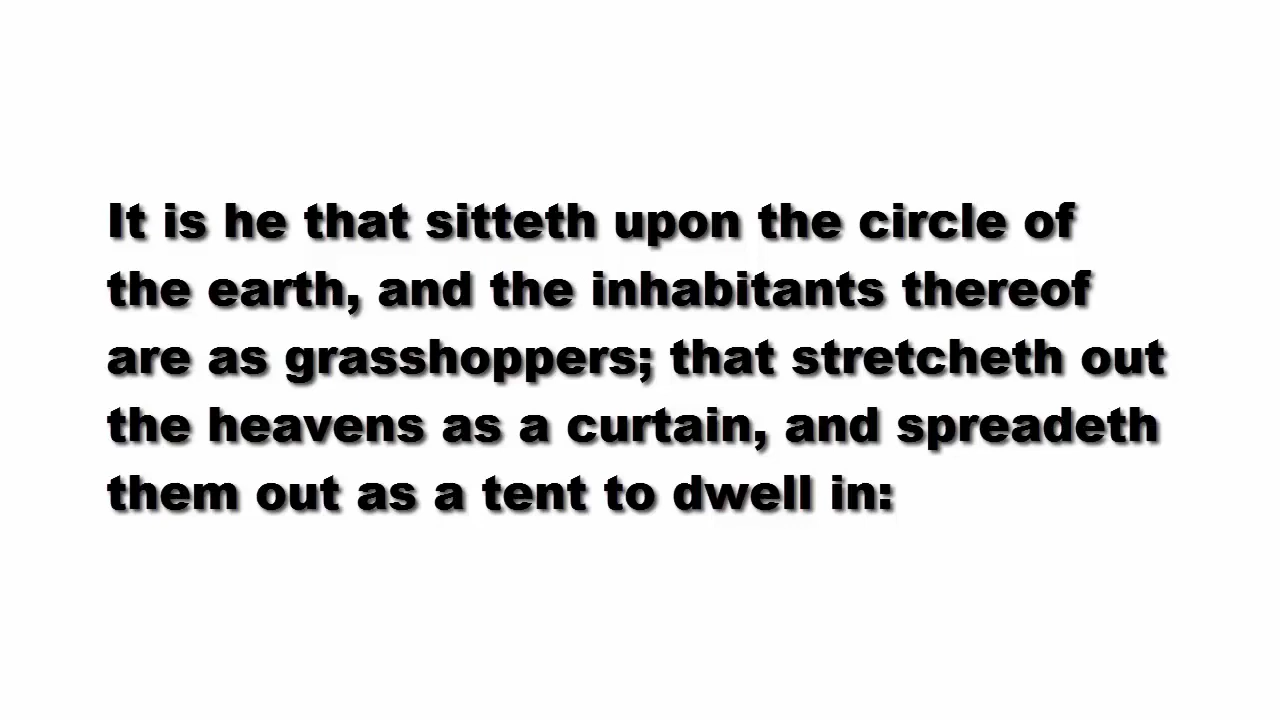 It is he that sitteth upon the circle of
the earth, and the inhabitants thereof
are as grasshoppers; that stretcheth out
the heavens as a curtain, and spreadeth
them out as a tent to dwell in: